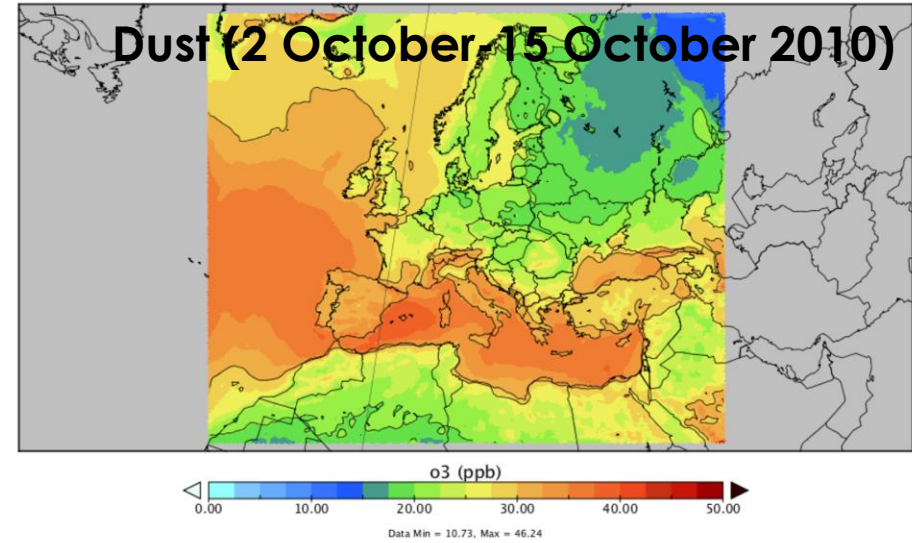 Dust (2 October-15 October 2010)
o3 (ppb)
0.00 10.00 20.00 30.00 40.00 50.00
Data Min = 10.73, Max = 46.24